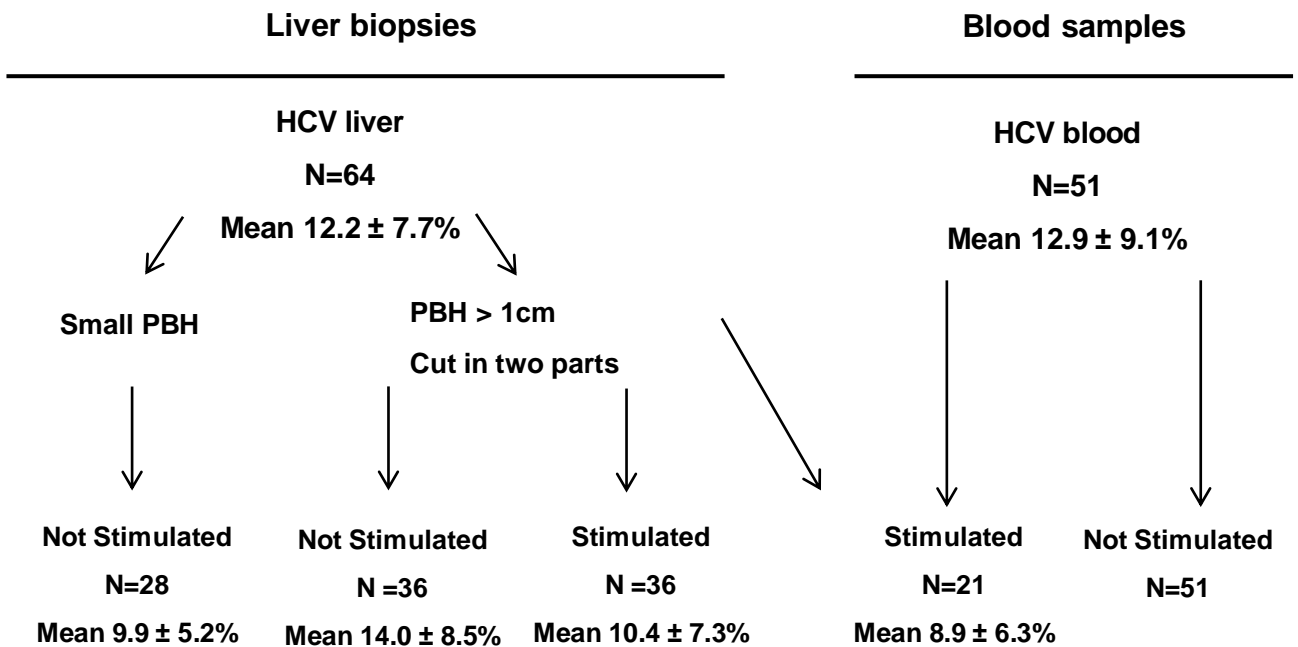 Liver biopsies
Blood samples
HCV liver
N=64
Mean 12.2 ± 7.7%
HCV blood
N=51
Mean 12.9 ± 9.1%
Small PBH
PBH > 1cm
Cut in two parts
Not Stimulated
N=28
Mean 9.9 ± 5.2%
Not Stimulated
N =36
Mean 14.0 ± 8.5%
Stimulated
N =36
Mean 10.4 ± 7.3%
Stimulated
N=21
Mean 8.9 ± 6.3%
Not Stimulated
N=51